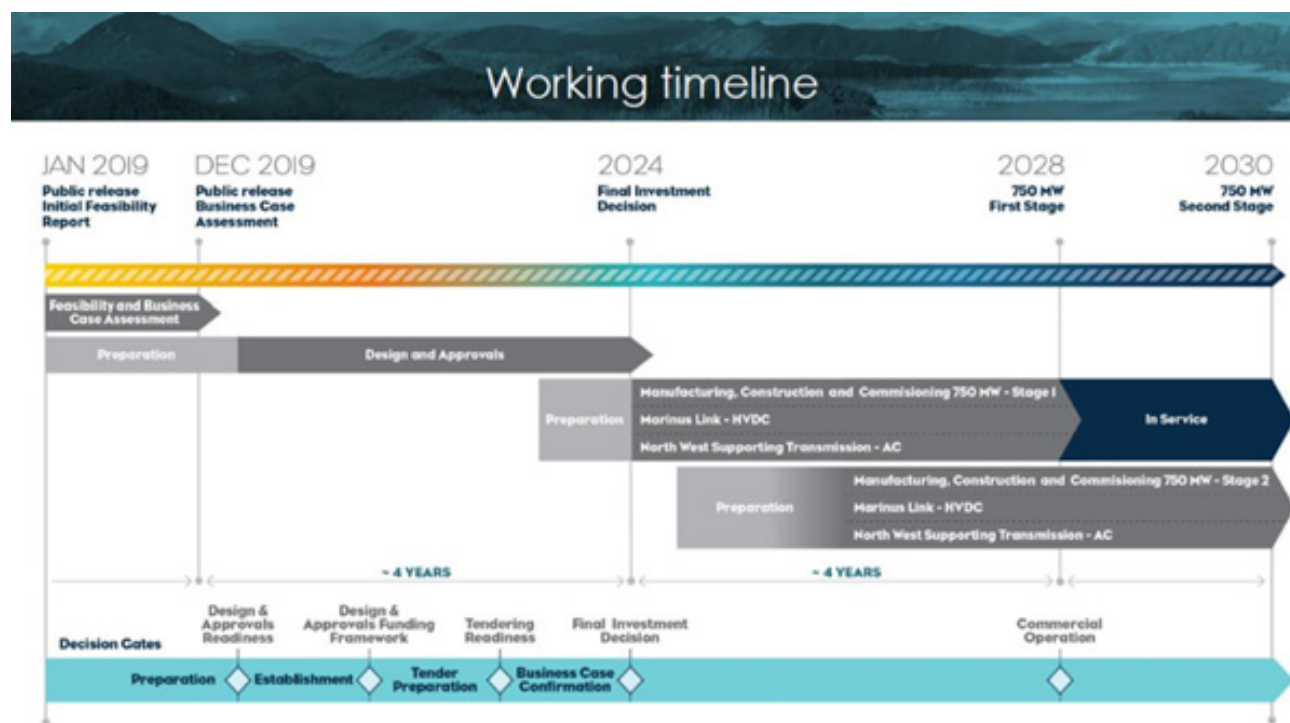 Working timeline
JAN 2019
Public release
Initial Feasibility
Report
DEC 2019
Public release
Business Case
Assessment
2024
Final Investment
Decision
2028
750 MW
First Stage
2030
750 MW
Second Stage
Feasibility and Business
Case Assessment
Preparation
Design and Approvals
Preparation
Manufacturing, Construction and Commisioning 750 MW - Stage 1
Marinus Link - HVDC
North West Supporting Transmission - AC
In Service
Preparation
Manufacturing, Construction and Commisioning 750 MW - Stage 2
Marinus Link - HVDC
North West Supporting Transmission - AC
~ 4 YEARS
~ 4 YEARS
Decision Gates
Design &
Approvals
Readiness
Design &
Approvals Funding
Framework
Tendering
Readiness
Final Investment
Decision
Commercial
Operation
Preparation
Establishment
Tender
Preparation
Business Case
Confirmation